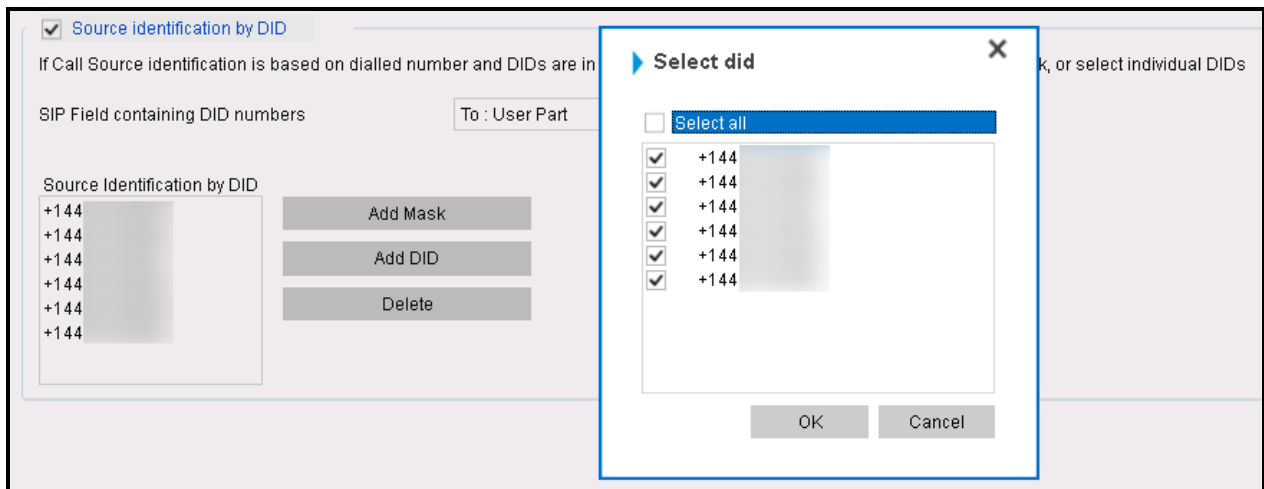 Source identification by DID
If Call Source identification is based on dialled number and DIDs are in
k, or select individual DIDs
SIP Field containing DID numbers
To : User Part
Source Identification by DID
+144
+144
+144
+144
+144
+144
Add Mask
Add DID
Delete
Select did
Select all
+144
+144
+144
+144
+144
+144
OK
Cancel